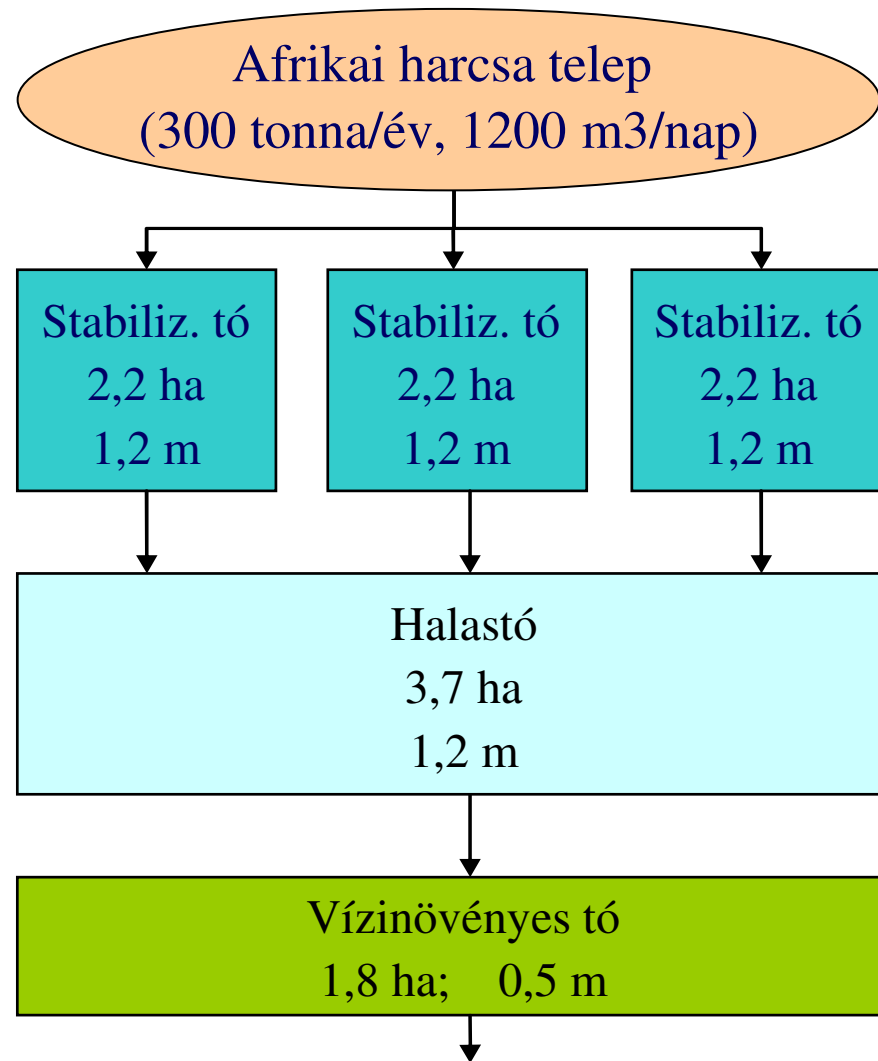 Afrikai harcsa telep
(300 tonna/év, 1200 m3/nap)
Stabiliz. tó
2,2 ha
1,2 m
Stabiliz. tó
2,2 ha
1,2 m
Stabiliz. tó
2,2 ha
1,2 m
Halastó
3,7 ha
1,2 m
Vízinövényes tó
1,8 ha; 0,5 m